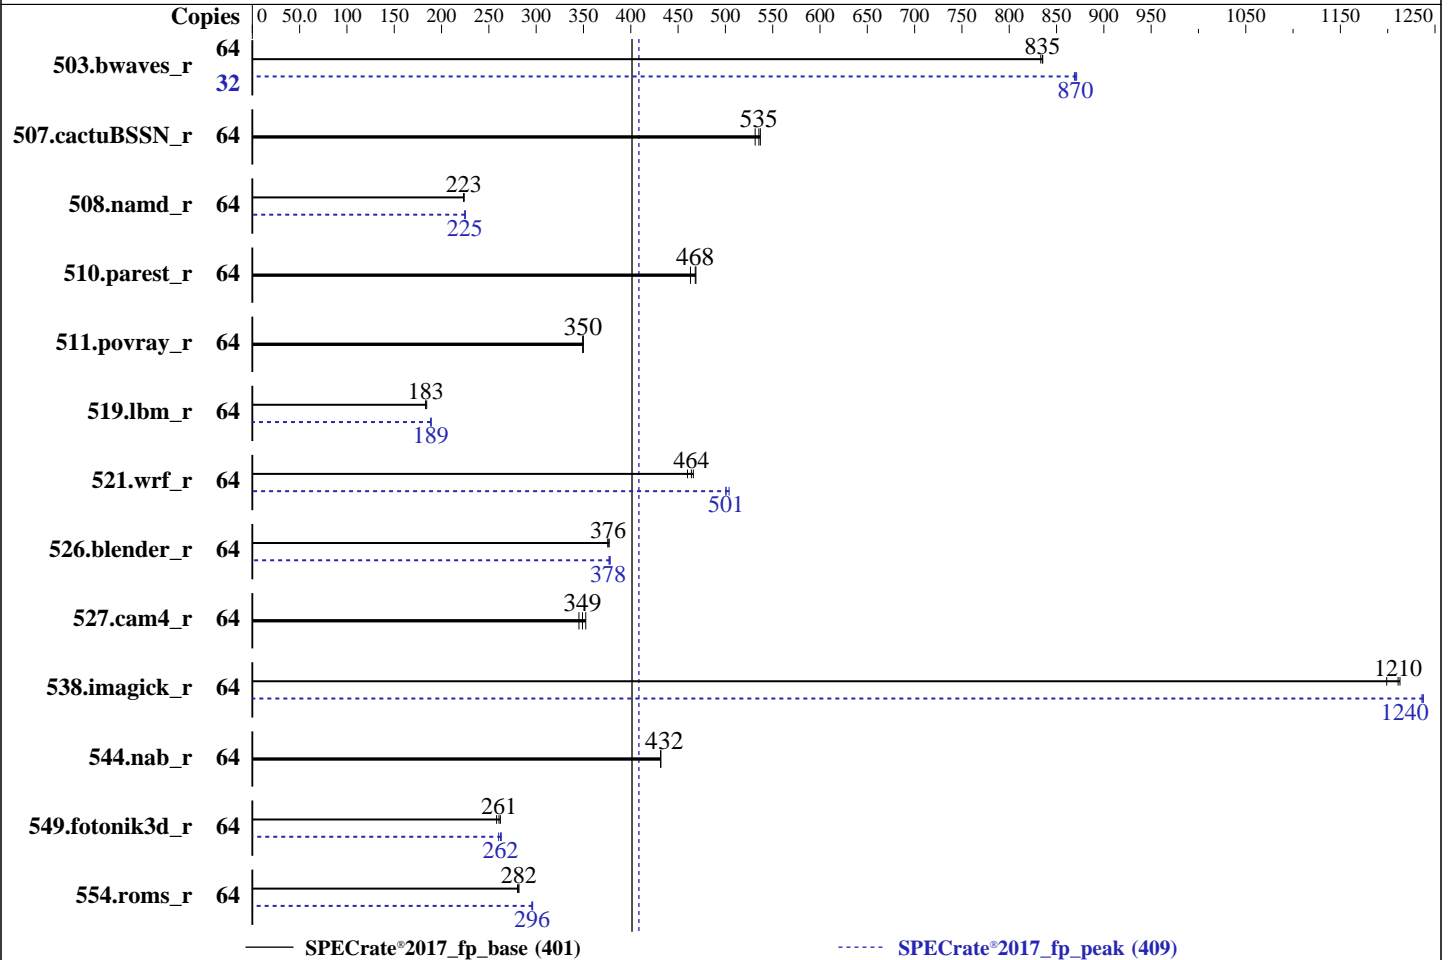 Copies 0 50.0 100 150 200 250 300 350 400 450 500 550 600 650 700 750 800 850 900 950 1050 1150 1250
503.bwaves_r 64 835
32 870
507.cactuBSSN_r 64 535
508.namd_r 64 223
225
510.parest_r 64 468
511.povray_r 64 350
519.lbm_r 64 183
189
521.wrf_r 64 464
501
526.blender_r 64 376
378
527.cam4_r 64 349
538.imagick_r 64 1210
1240
544.nab_r 64 432
549.fotonik3d_r 64 261
262
554.roms_r 64 282
296
SPECrate®2017_fp_base (401) SPECrate®2017_fp_peak (409)